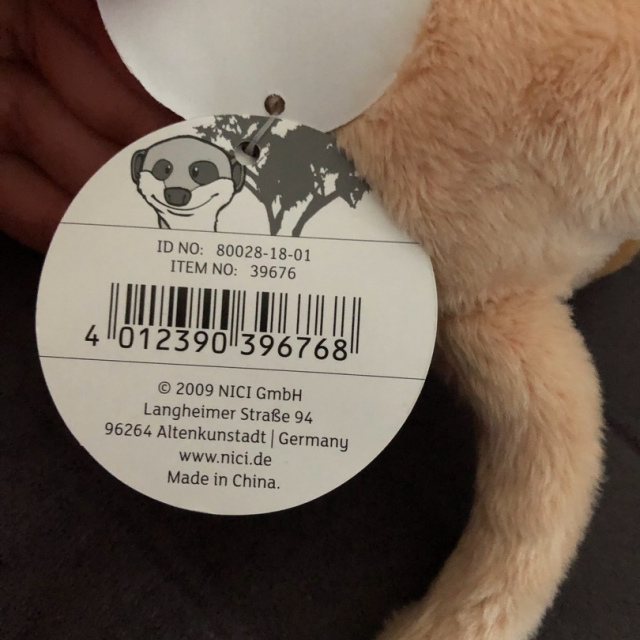 ID NO: 80028-18-01
ITEM NO: 39676
4 012390 396768
© 2009 NICI GmbH
Langheimer Straße 94
96264 Altenkunstadt | Germany
www.nici.de
Made in China.